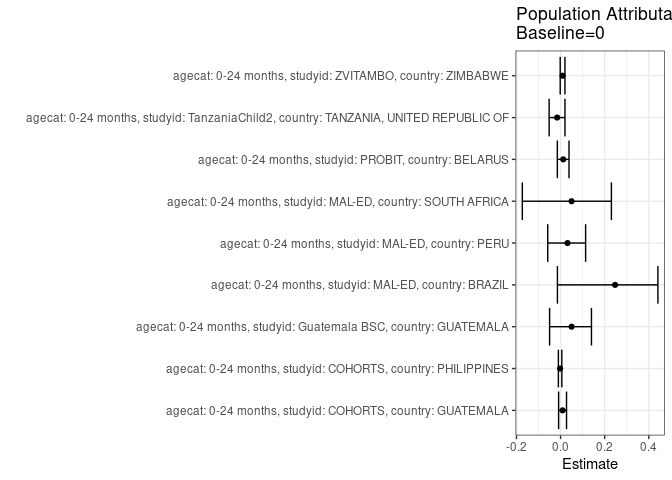 Population Attributa
Baseline=0
agecat: 0-24 months, studyid: ZVITAMBO, country: ZIMBABWE
agecat: 0-24 months, studyid: TanzaniaChild2, country: TANZANIA, UNITED REPUBLIC OF
agecat: 0-24 months, studyid: PROBIT, country: BELARUS
agecat: 0-24 months, studyid: MAL-ED, country: SOUTH AFRICA
agecat: 0-24 months, studyid: MAL-ED, country: PERU
agecat: 0-24 months, studyid: MAL-ED, country: BRAZIL
agecat: 0-24 months, studyid: Guatemala BSC, country: GUATEMALA
agecat: 0-24 months, studyid: COHORTS, country: PHILIPPINES
agecat: 0-24 months, studyid: COHORTS, country: GUATEMALA
-0.2 0.0 0.2 0.4
Estimate